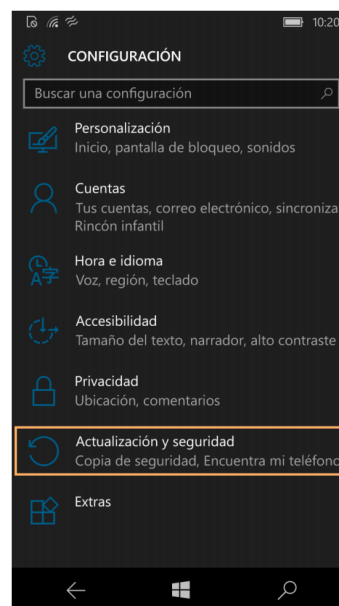 10:20
CONFIGURACIÓN
Buscar una configuración
Personalización
Inicio, pantalla de bloqueo, sonidos
Cuentas
Tus cuentas, correo electrónico, sincroniza
Rincón infantil
Hora e idioma
Voz, región, teclado
Accesibilidad
Tamaño del texto, narrador, alto contraste
Privacidad
Ubicación, comentarios
Actualización y seguridad
Copia de seguridad, Encuentra mi teléfono
Extras